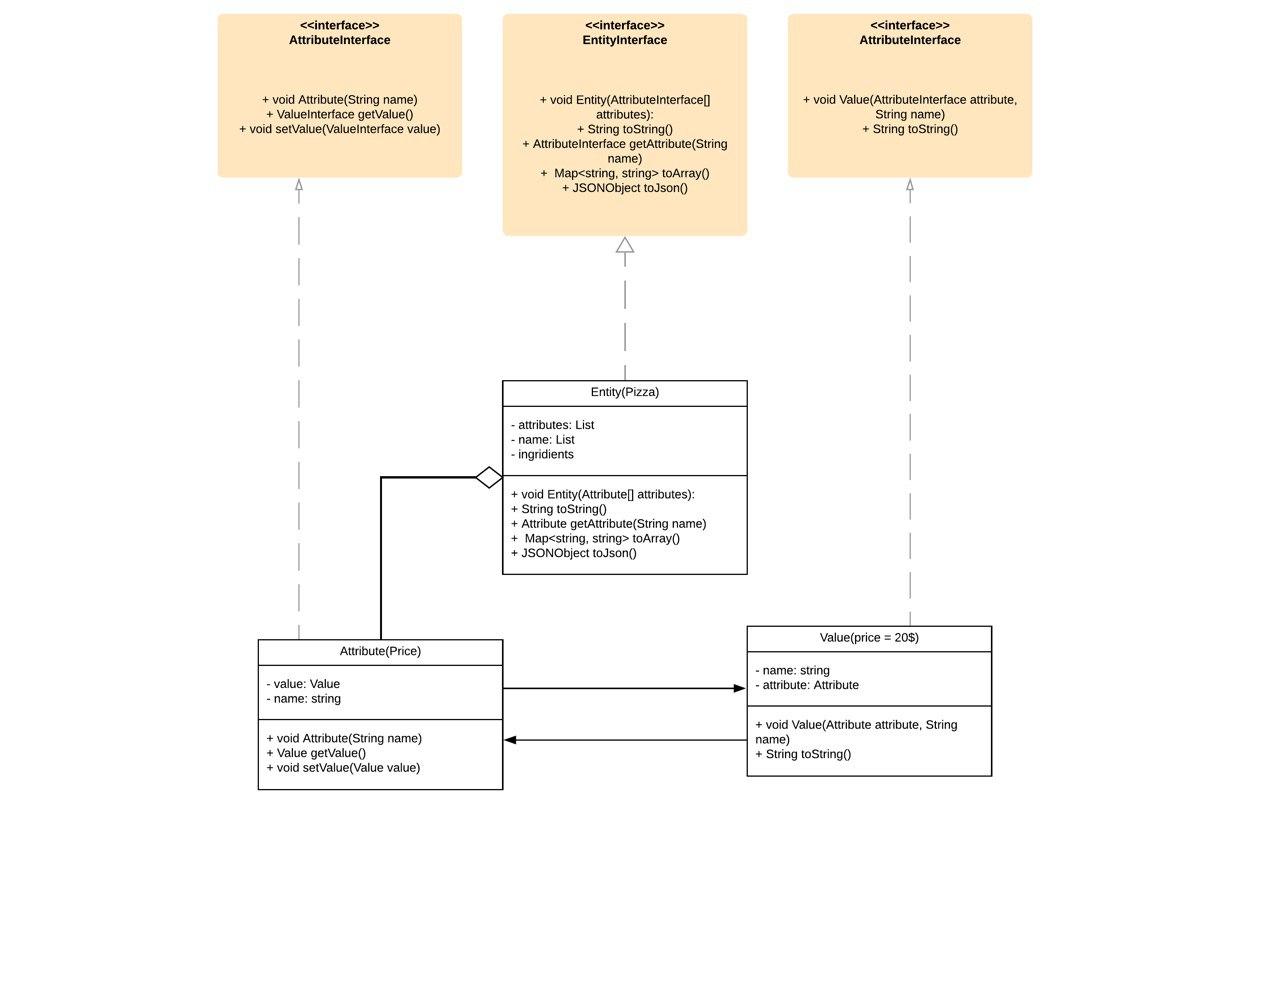 <<interface>>
AttributeInterface
+ void Attribute(String name)
+ ValueInterface getValue()
+ void setValue(ValueInterface value)
<<interface>>
EntityInterface
+ void Entity(AttributeInterface[]
attributes):
+ String toString()
+ AttributeInterface getAttribute(String
name)
+  Map<string, string> toArray()
+ JSONObject toJson()
<<interface>>
AttributeInterface
+ void Value(AttributeInterface attribute,
String name)
+ String toString()
Entity(Pizza)
- attributes: List
- name: List
- ingridients
+ void Entity(Attribute[] attributes):
+ String toString()
+ Attribute getAttribute(String name)
+  Map<string, string> toArray()
+ JSONObject toJson()
Attribute(Price)
- value: Value
- name: string
+ void Attribute(String name)
+ Value getValue()
+ void setValue(Value value)
Value(price = 20$)
- name: string
- attribute: Attribute
+ void Value(Attribute attribute, String
name)
+ String toString()